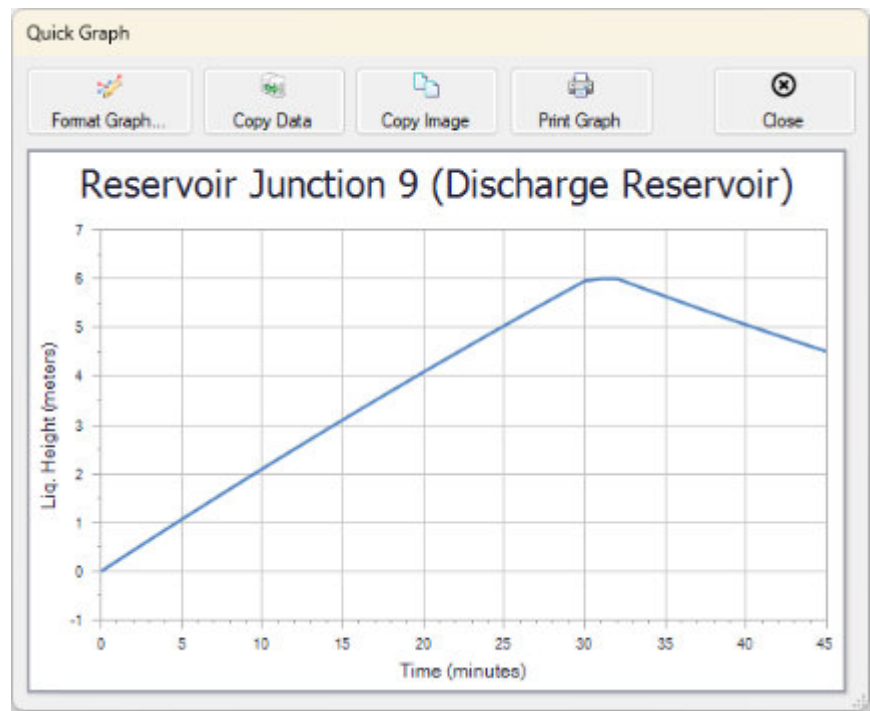 Quick Graph
Format Graph... Copy Data Copy Image Print Graph Close
Reservoir Junction 9 (Discharge Reservoir)
7
6
5
4
3
2
1
0
-1
Liq. Height (meters)
0 5 10 15 20 25 30 35 40 45
Time (minutes)